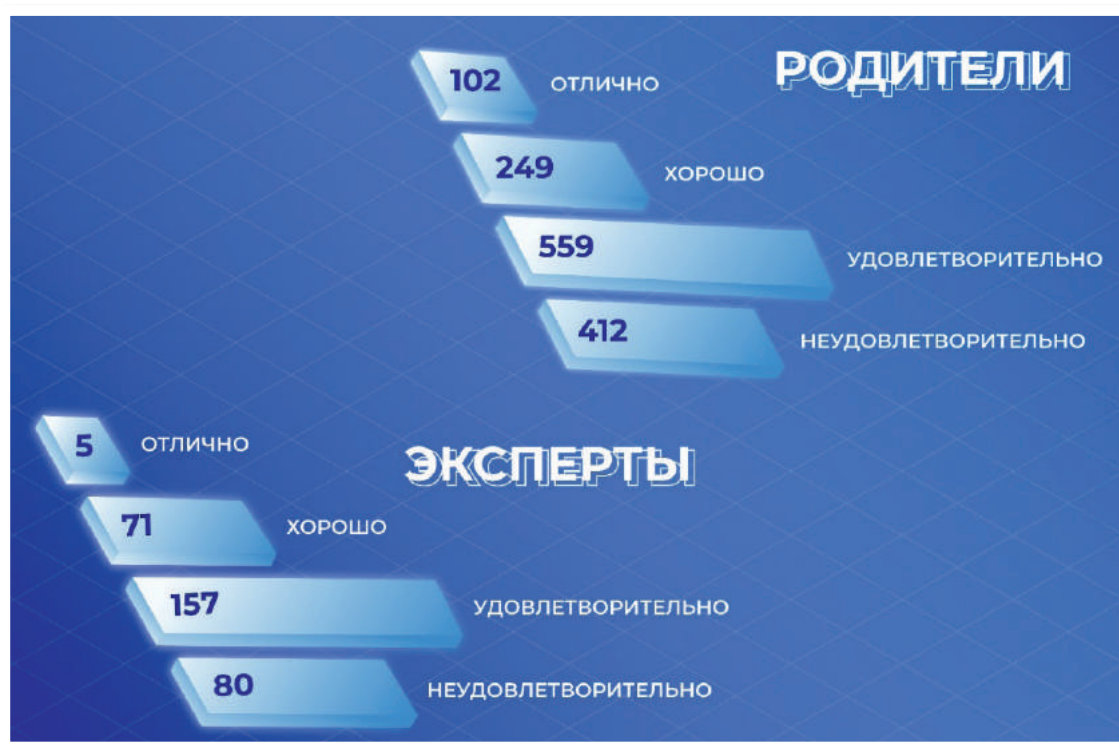 РОДИТЕЛИ
102 ОТЛИЧНО
249 ХОРОШО
559 УДОВЛЕТВОРИТЕЛЬНО
412 НЕУДОВЛЕТВОРИТЕЛЬНО
ЭКСПЕРТЫ
5 ОТЛИЧНО
71 ХОРОШО
157 УДОВЛЕТВОРИТЕЛЬНО
80 НЕУДОВЛЕТВОРИТЕЛЬНО